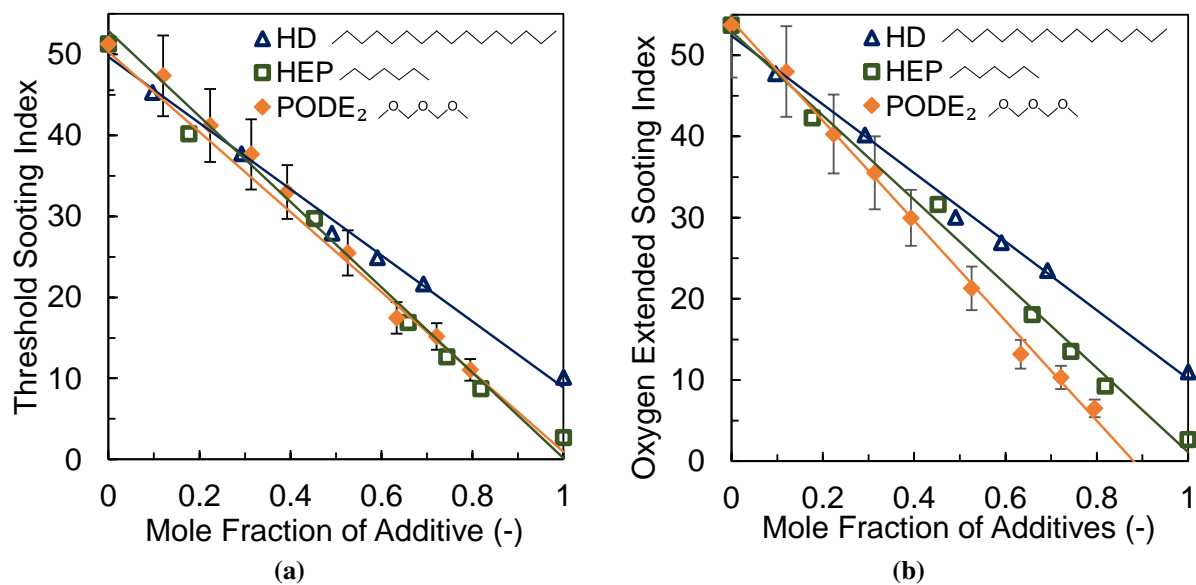 Threshold Sooting Index
50
40
30
20
10
0
HD
HEP
PODE₂
O O O
0 0.2 0.4 0.6 0.8 1
Mole Fraction of Additive (-)
(a)
Oxygen Extended Sooting Index
50
40
30
20
10
0
HD
HEP
PODE₂
O O O
0 0.2 0.4 0.6 0.8 1
Mole Fraction of Additives (-)
(b)